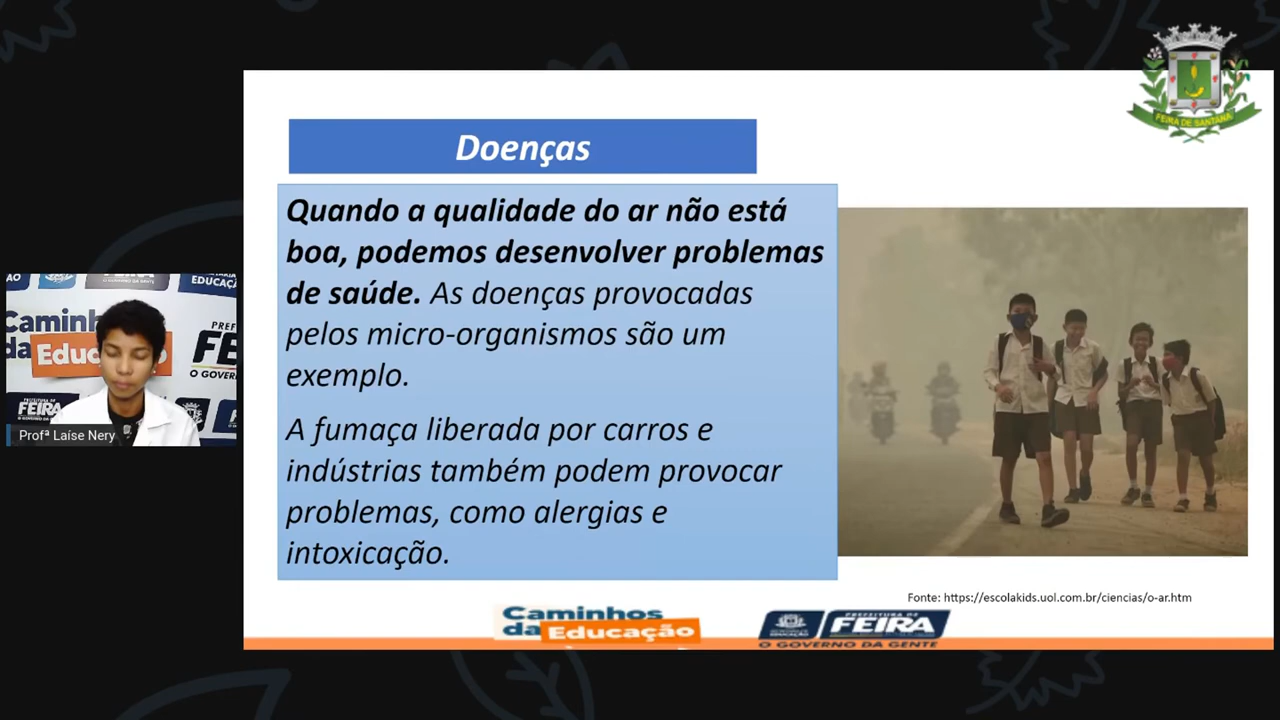 FEIRA DE SANTANA
Doenças
Quando a qualidade do ar não está
boa, podemos desenvolver problemas
de saúde. As doenças provocadas
pelos micro-organismos são um
exemplo.
A fumaça liberada por carros e
indústrias também podem provocar
problemas, como alergias e
intoxicação.
Profª Laíse Nery
Fonte: https://escolakids.uol.com.br/ciencias/o-ar.htm
Caminhos
da Educação
PREFEITURA DE
FEIRA
O GOVERNO DA GENTE